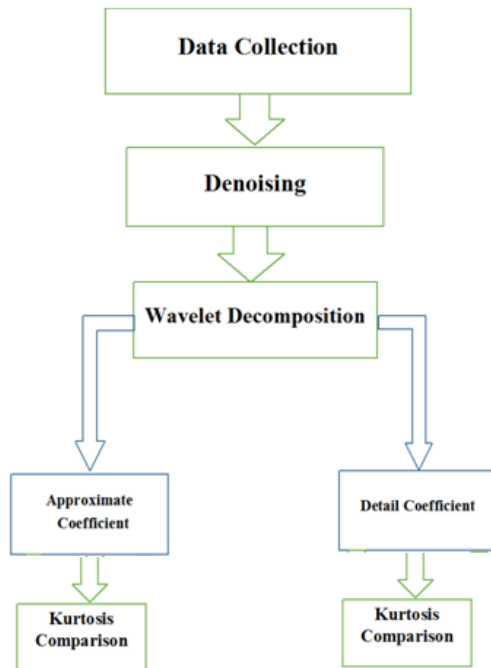 Data Collection
Denoising
Wavelet Decomposition
Approximate
Coefficient
Detail Coefficient
Kurtosis
Comparison
Kurtosis
Comparison